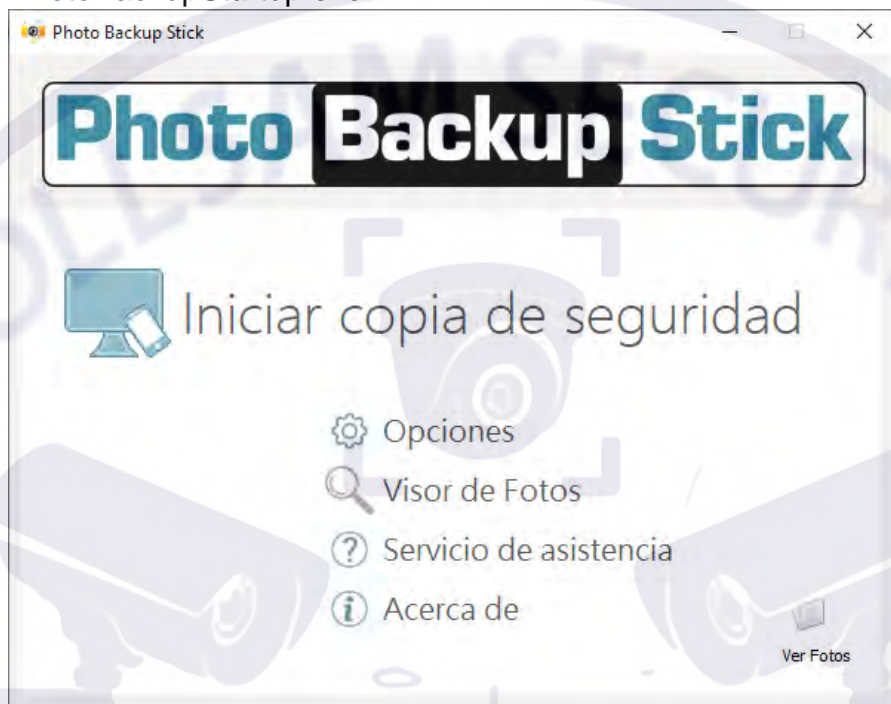 Photo Backup Stick
Photo Backup Stick
Iniciar copia de seguridad
Opciones
Visor de Fotos
Servicio de asistencia
Acerca de
Ver Fotos